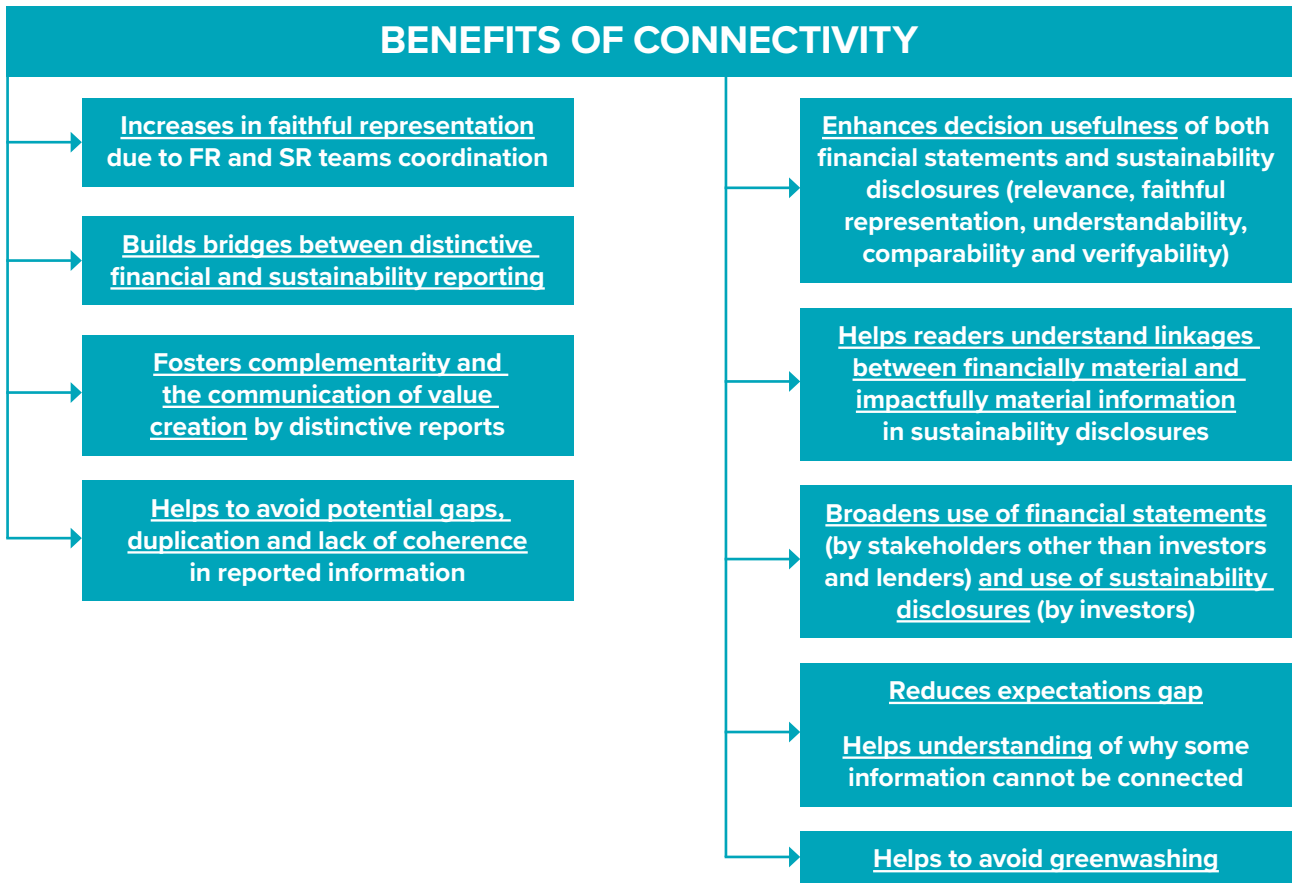 BENEFITS OF CONNECTIVITY
Increases in faithful representation
due to FR and SR teams coordination
Builds bridges between distinctive
financial and sustainability reporting
Fosters complementarity and
the communication of value
creation by distinctive reports
Helps to avoid potential gaps,
duplication and lack of coherence
in reported information
Enhances decision usefulness of both
financial statements and sustainability
disclosures (relevance, faithful
representation, understandability,
comparability and verifyability)
Helps readers understand linkages
between financially material and
impactfully material information
in sustainability disclosures
Broadens use of financial statements
(by stakeholders other than investors
and lenders) and use of sustainability
disclosures (by investors)
Reduces expectations gap
Helps understanding of why some
information cannot be connected
Helps to avoid greenwashing